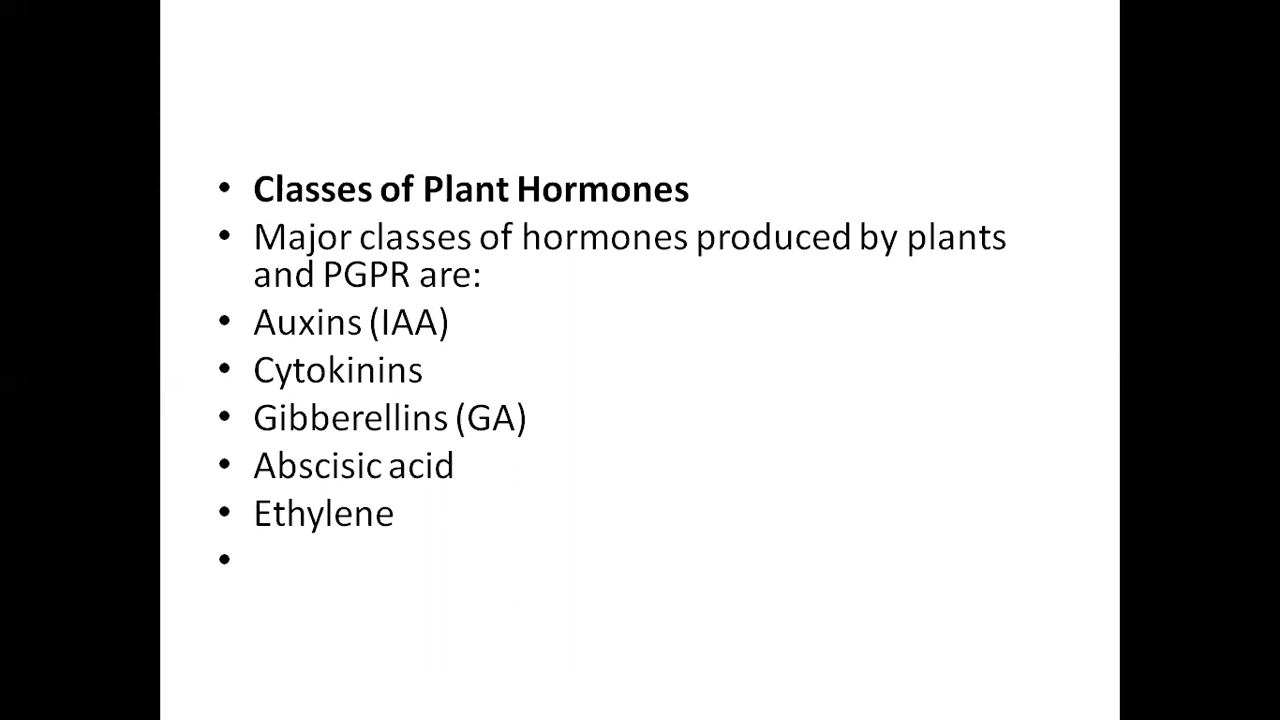 • Classes of Plant Hormones
• Major classes of hormones produced by plants
and PGPR are:
• Auxins (IAA)
• Cytokinins
• Gibberellins (GA)
• Abscisic acid
• Ethylene
•